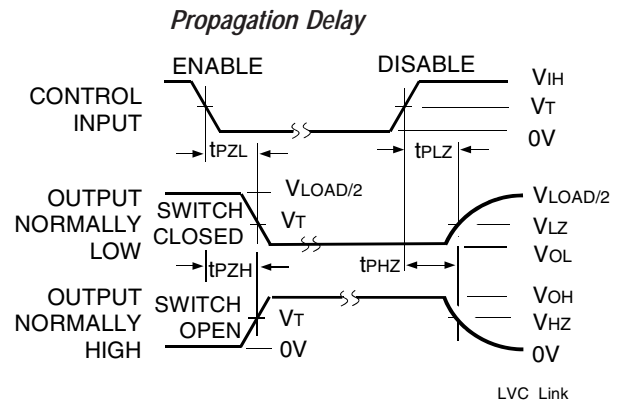 Propagation Delay
ENABLE DISABLE
CONTROL INPUT
VIH
VT
0V
tPZL tPLZ
OUTPUT NORMALLY LOW
SWITCH CLOSED
VLOAD/2
VT
VLOAD/2
VLZ
VOL
tPZH tPHZ
OUTPUT NORMALLY HIGH
SWITCH OPEN
VT
0V
VOH
VHZ
0V
LVC Link